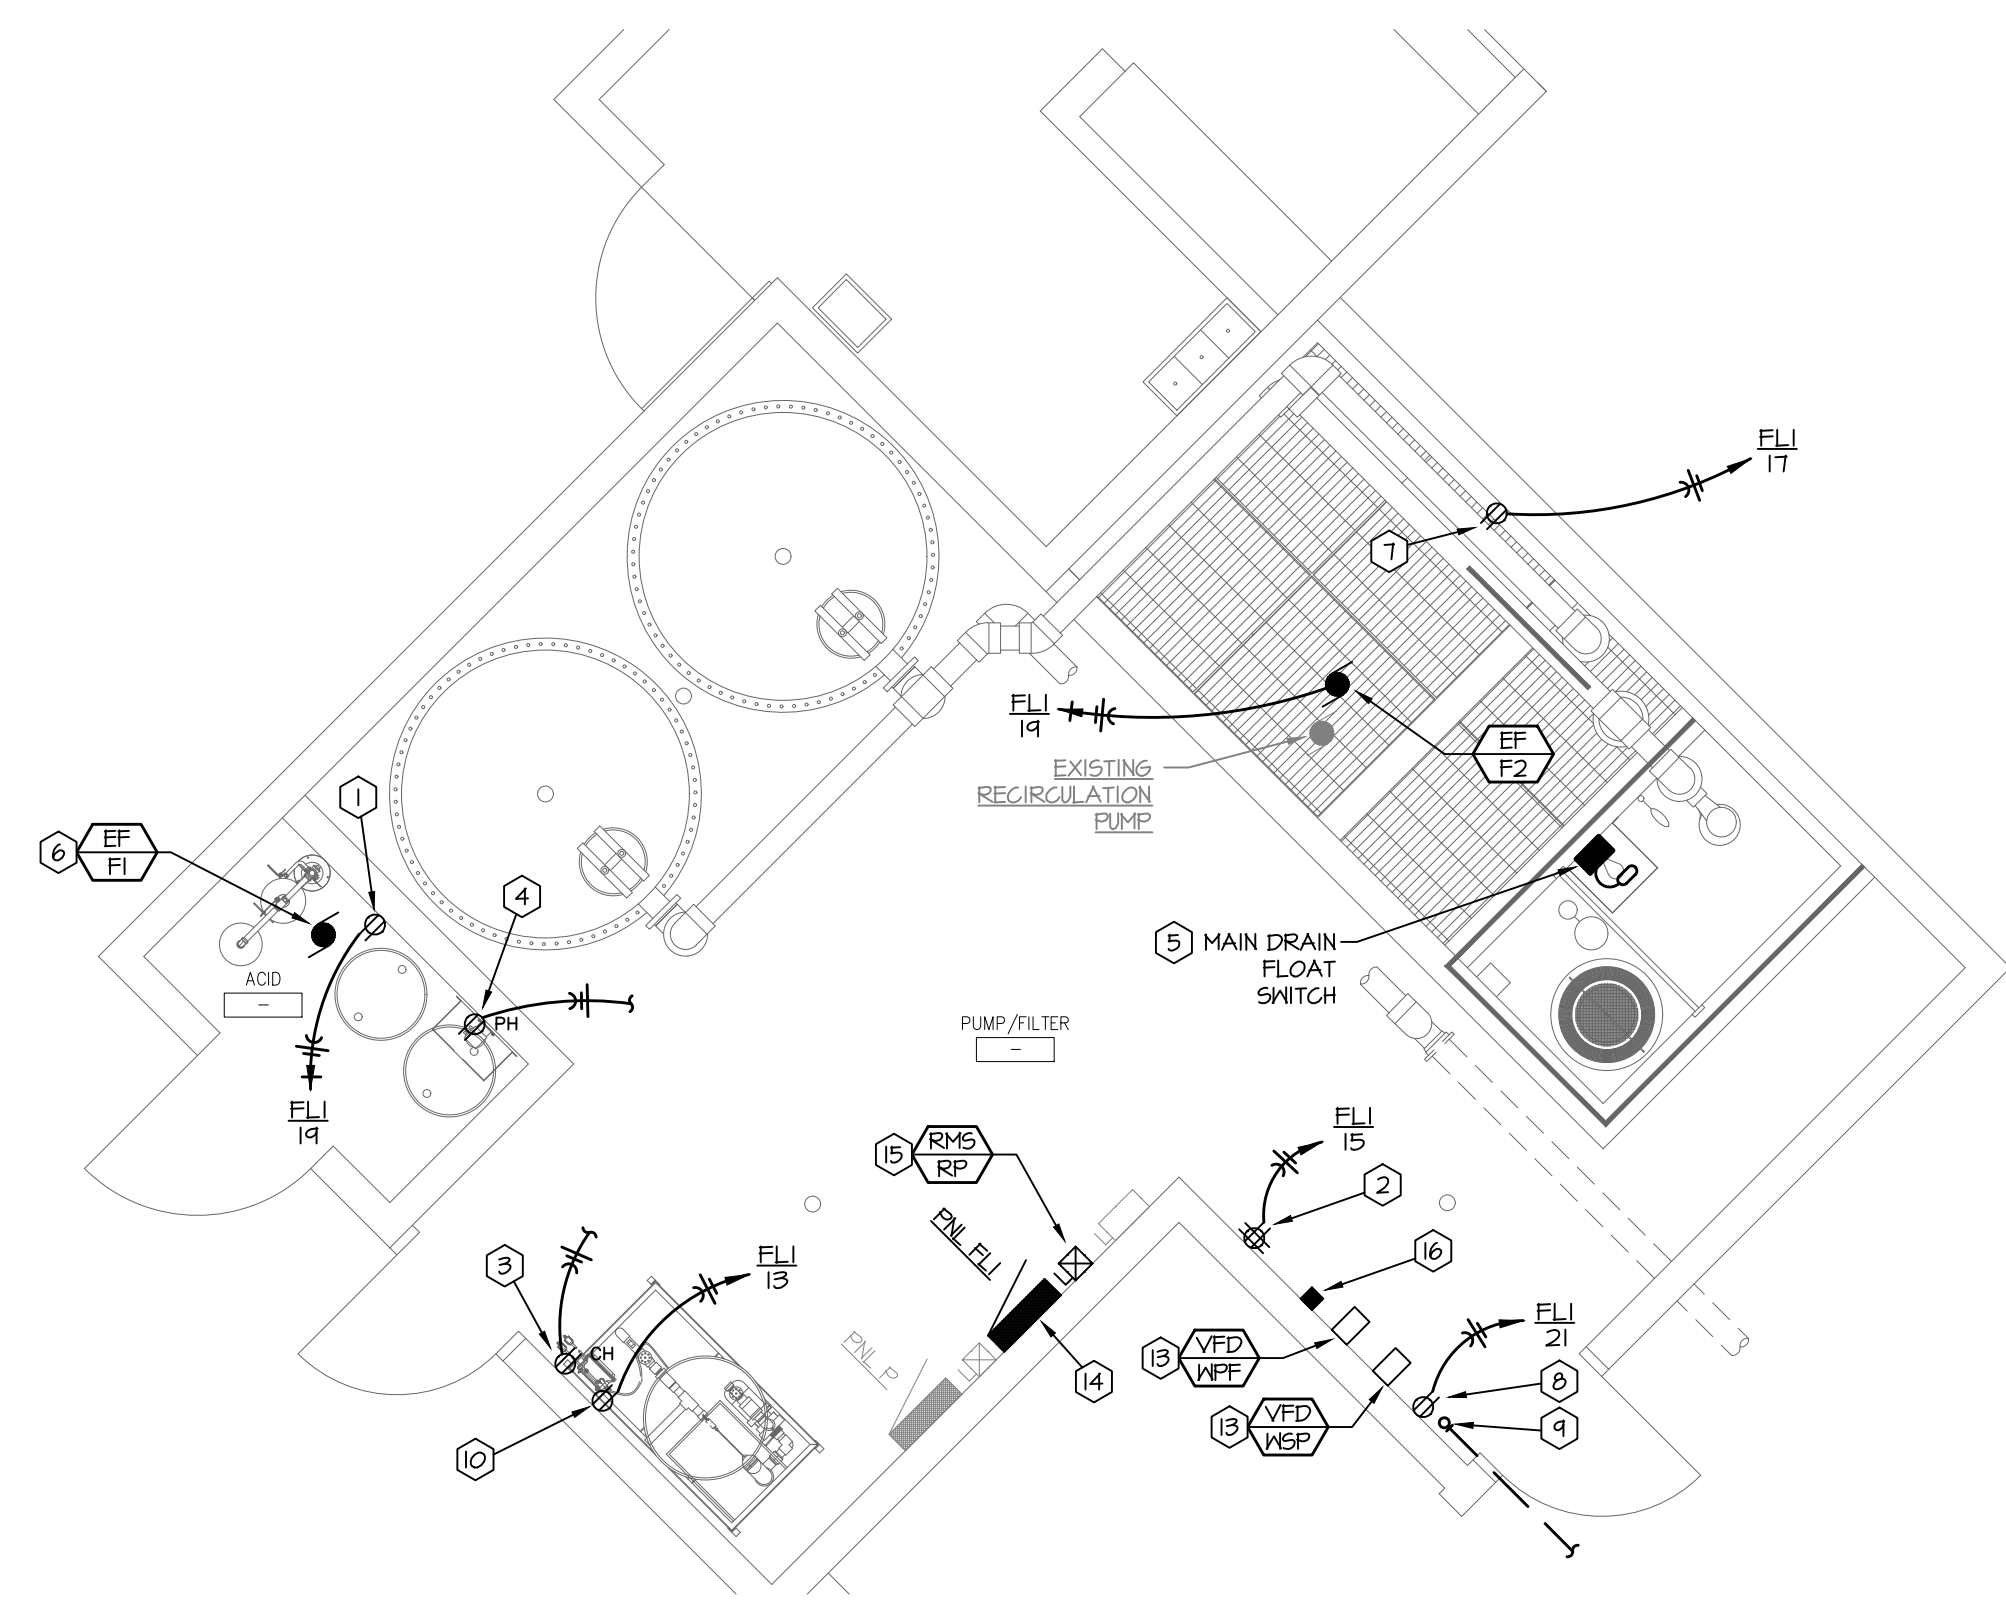 FL1
17
7
FL1
19
EXISTING
RECIRCULATION
PUMP
EF
F2
1
6
EF
F1
4
ACID
-
PH
FL1
19
5
MAIN DRAIN
FLOAT
SWITCH
PUMP/FILTER
-
15
RMS
RP
FL1
15
2
PNL F1
16
3
FL1
13
CH
PNL P
14
13
VFD
WPF
FL1
21
8
13
VFD
WSP
9
10